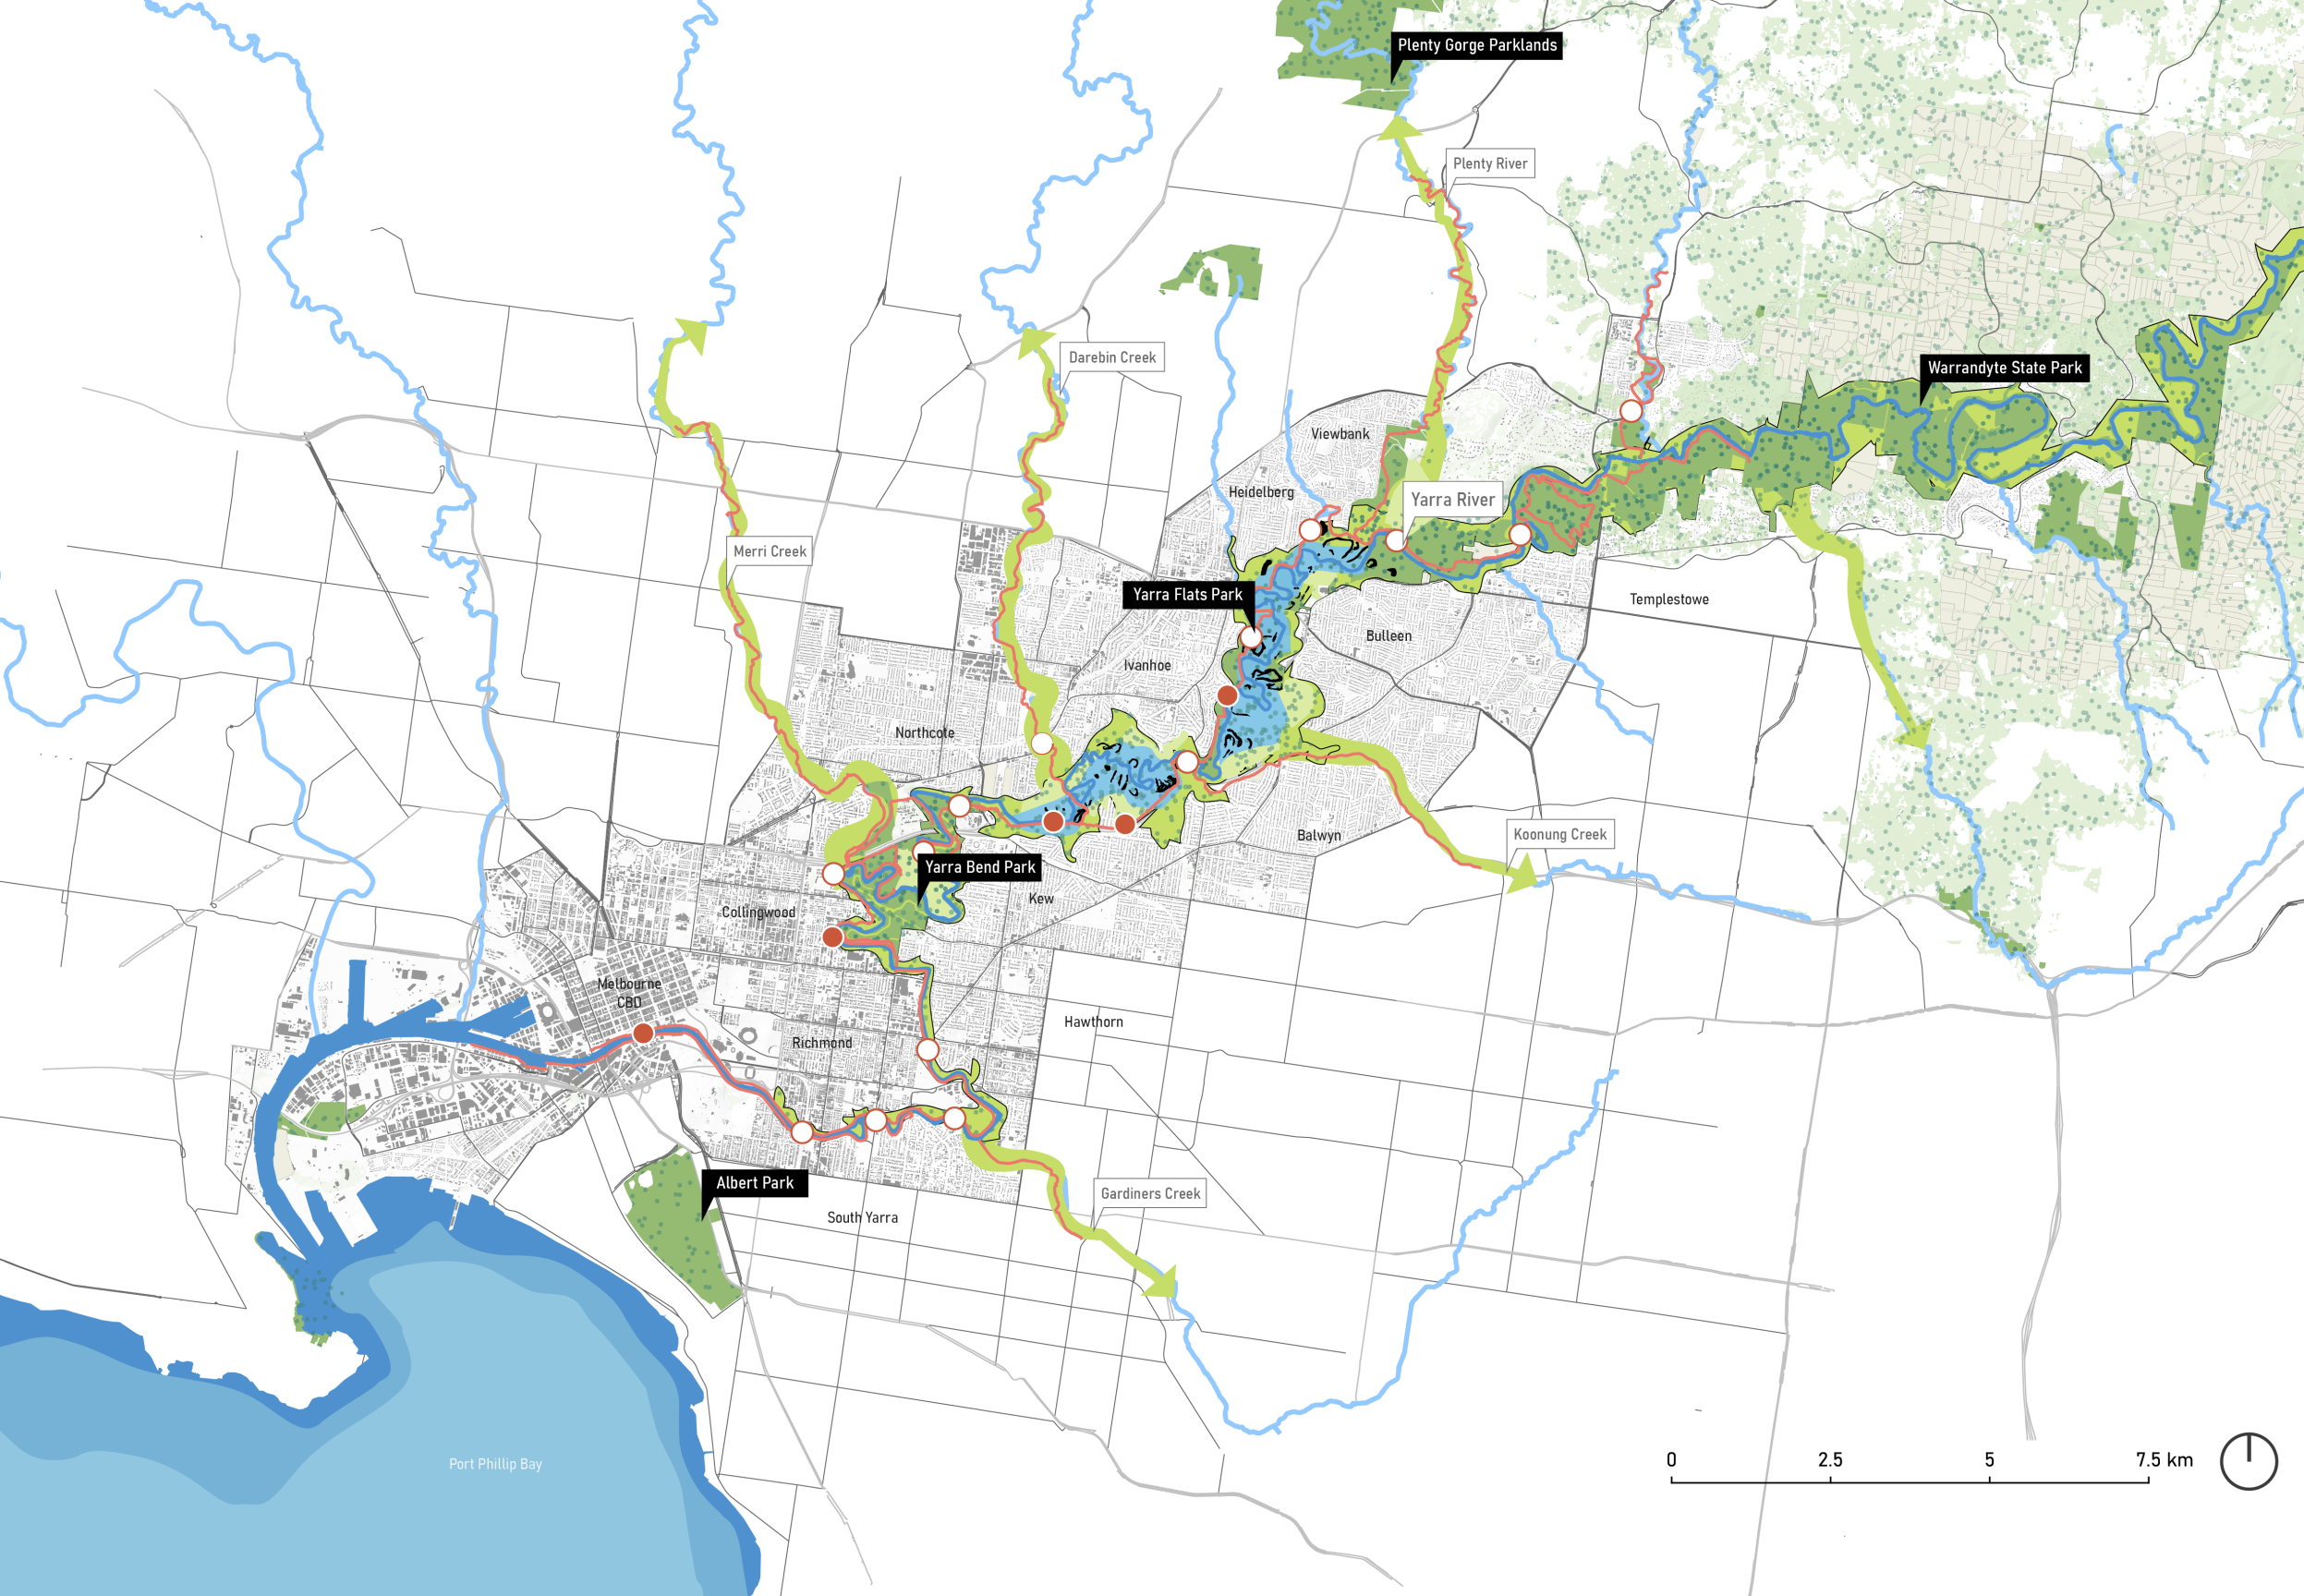 Plenty Gorge Parklands
Plenty River
Darebin Creek
Warrandyte State Park
Viewbank
Heidelberg
Yarra River
Merri Creek
Yarra Flats Park
Templestowe
Bulleen
Ivanhoe
Northcote
Koonung Creek
Balwyn
Yarra Bend Park
Kew
Collingwood
Melbourne
CBD
Hawthorn
Richmond
Albert Park
Gardiners Creek
South Yarra
Port Phillip Bay
0 2.5 5 7.5 km